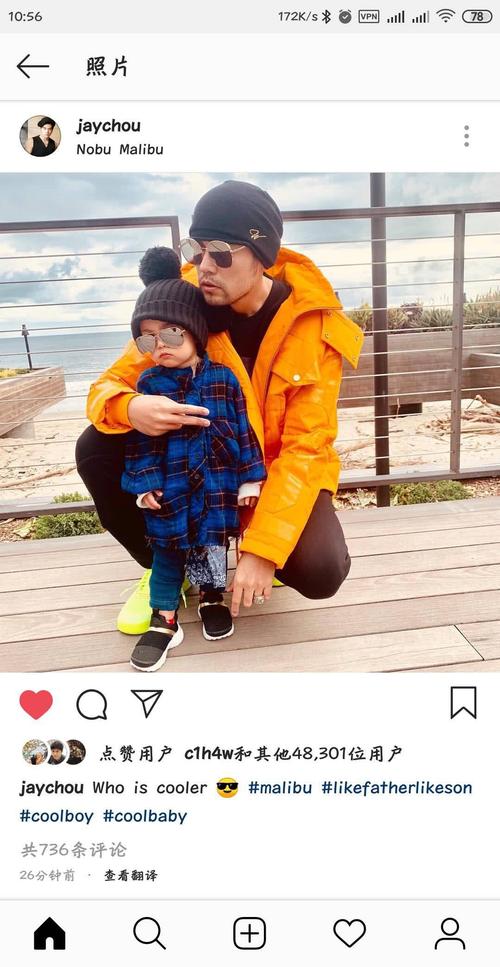 10:56 172K/s VPN 78
照片
jaychou
Nobu Malibu
点赞用户 c1h4w和其他48,301位用户
jaychou Who is cooler 😎 #malibu #likefatherlikeson
#coolboy #coolbaby
共736条评论
26分钟前 · 查看翻译